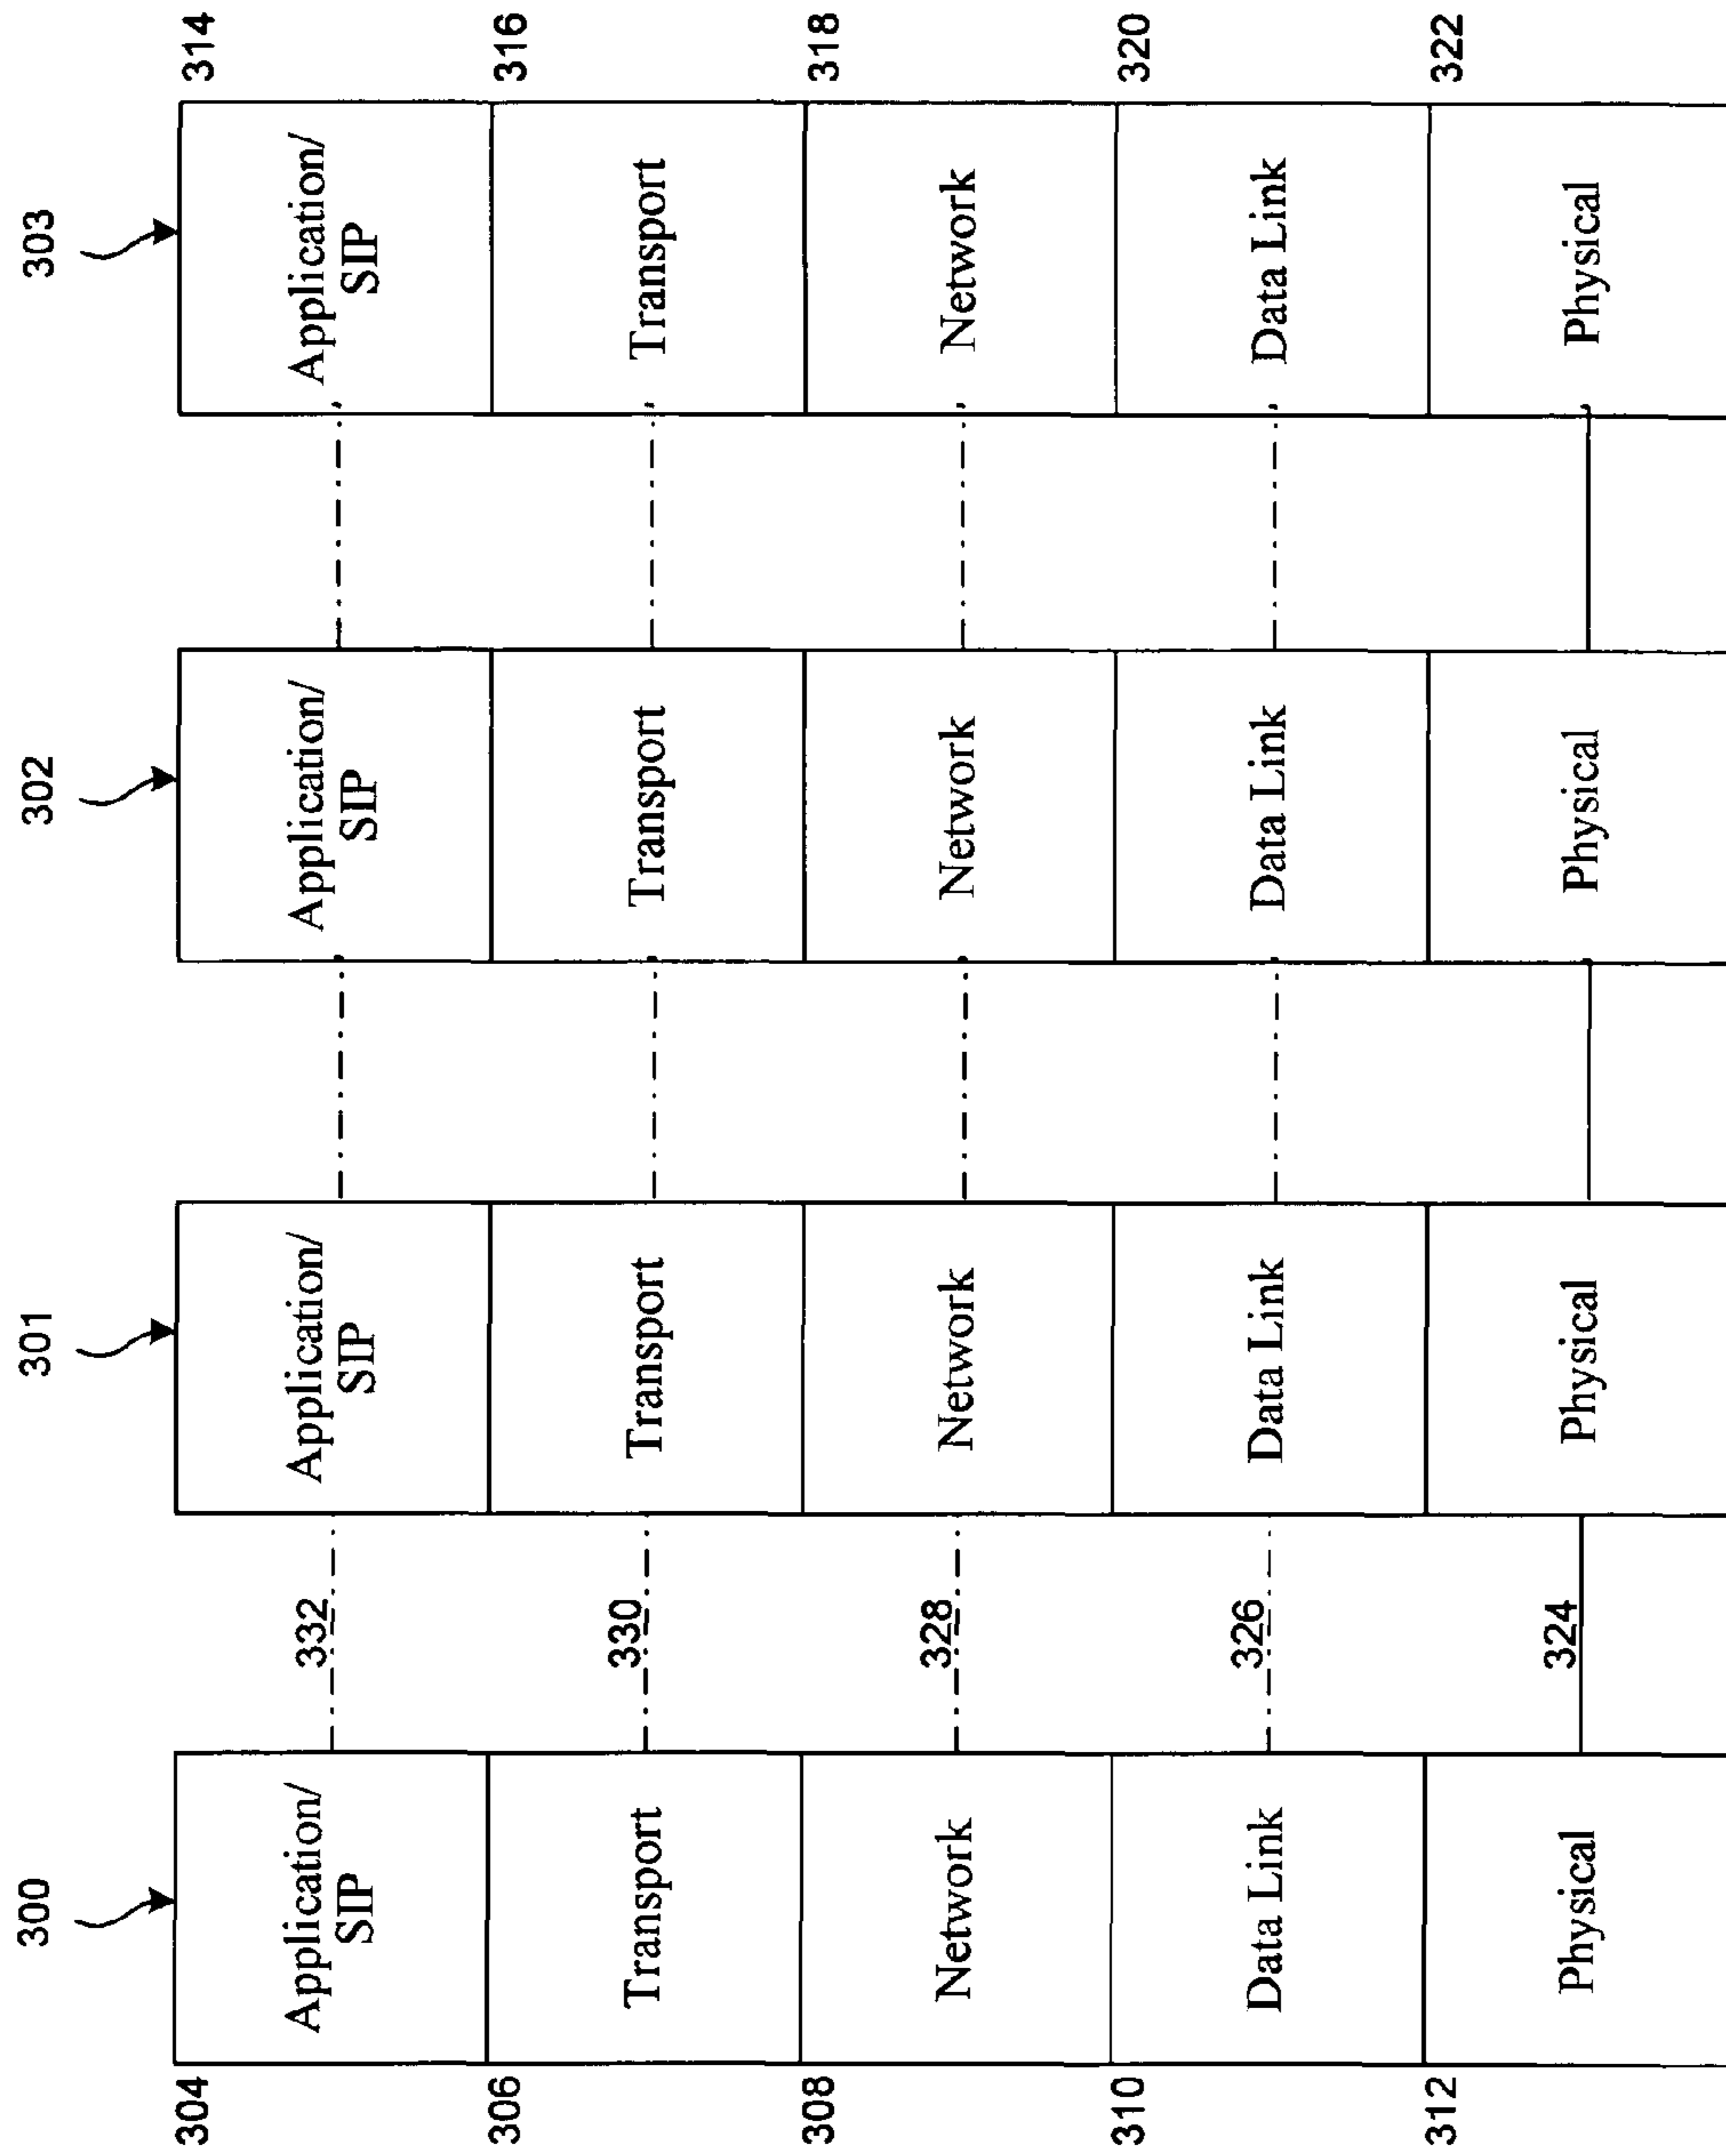 300
301
302
303
304
Application/
SIP
332
Application/
SIP
Application/
SIP
Application/
SIP
314
306
Transport
330
Transport
Transport
Transport
316
308
Network
328
Network
Network
Network
318
310
Data Link
326
Data Link
Data Link
Data Link
320
312
Physical
324
Physical
Physical
Physical
322